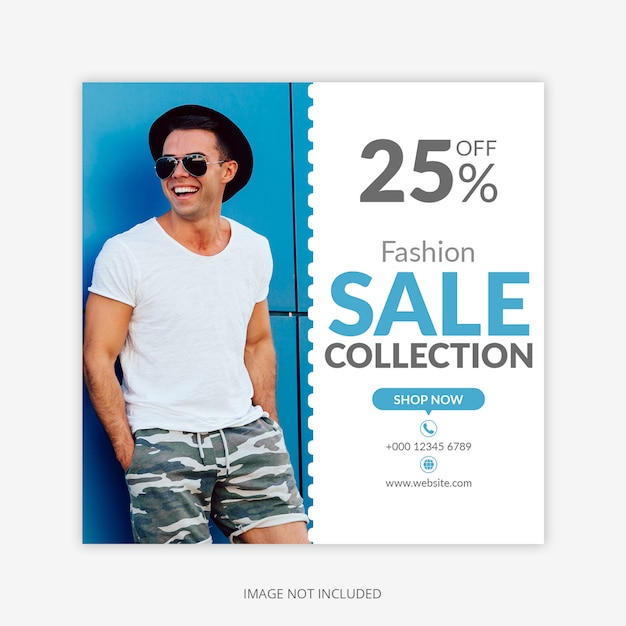 25% OFF
Fashion
SALE
COLLECTION
SHOP NOW
+000 12345 6789
www.website.com
IMAGE NOT INCLUDED